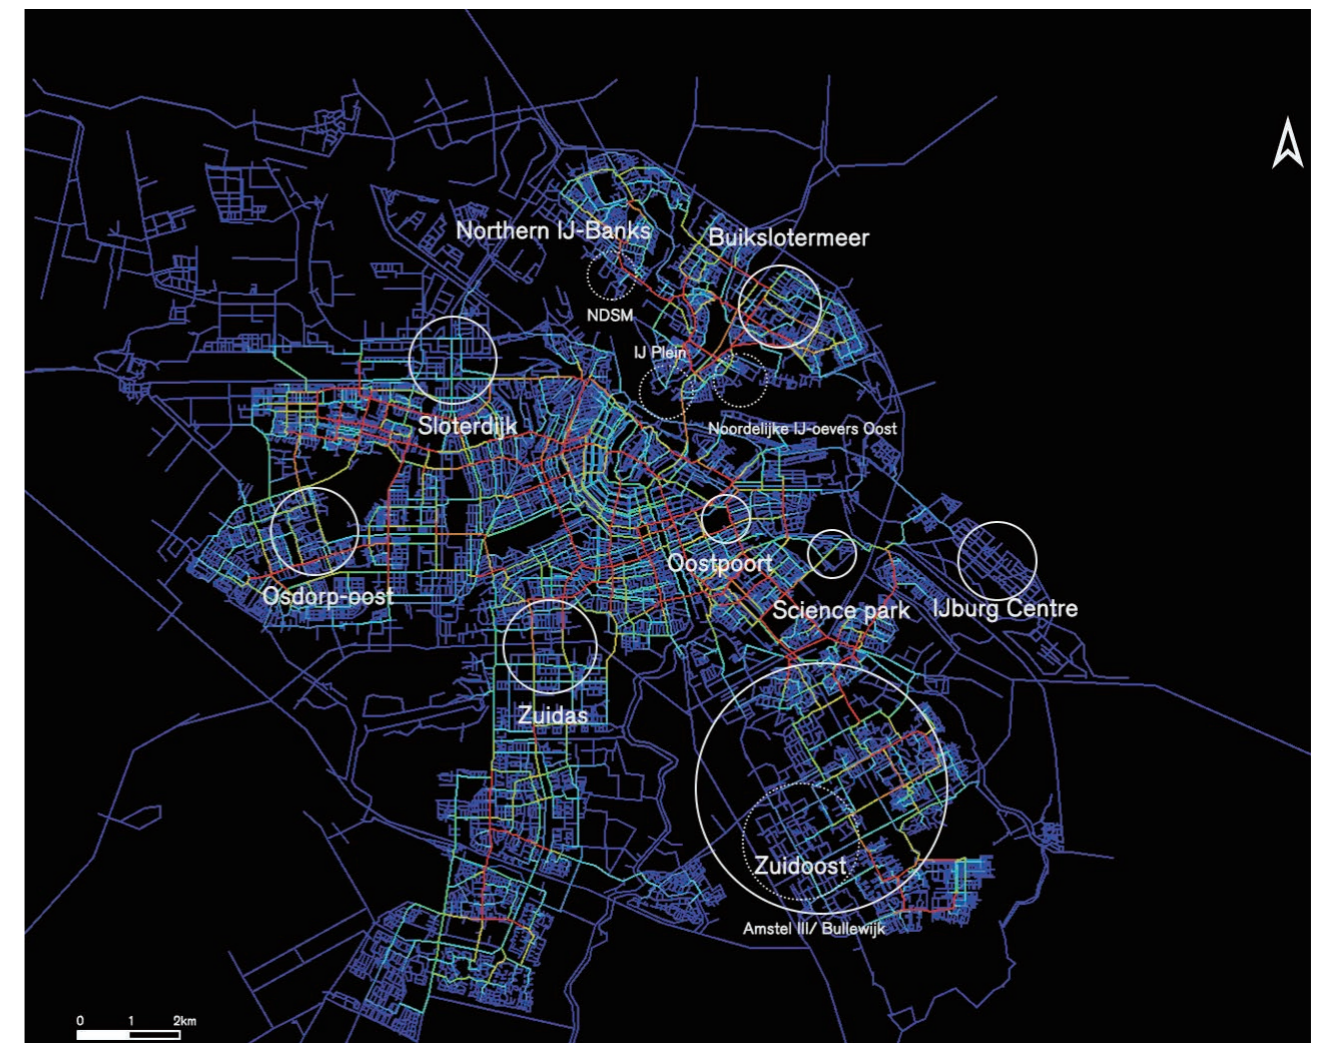 Northern IJ-Banks
Buikslotermeer
NDSM
IJ Plein
Sloterdijk
Noordelijke IJ-oevers Oost
Oostpoort
Osdorp-oost
Science park
IJburg Centre
Zuidas
Zuidoost
Amstel III/ Bullewijk
0 1 2km